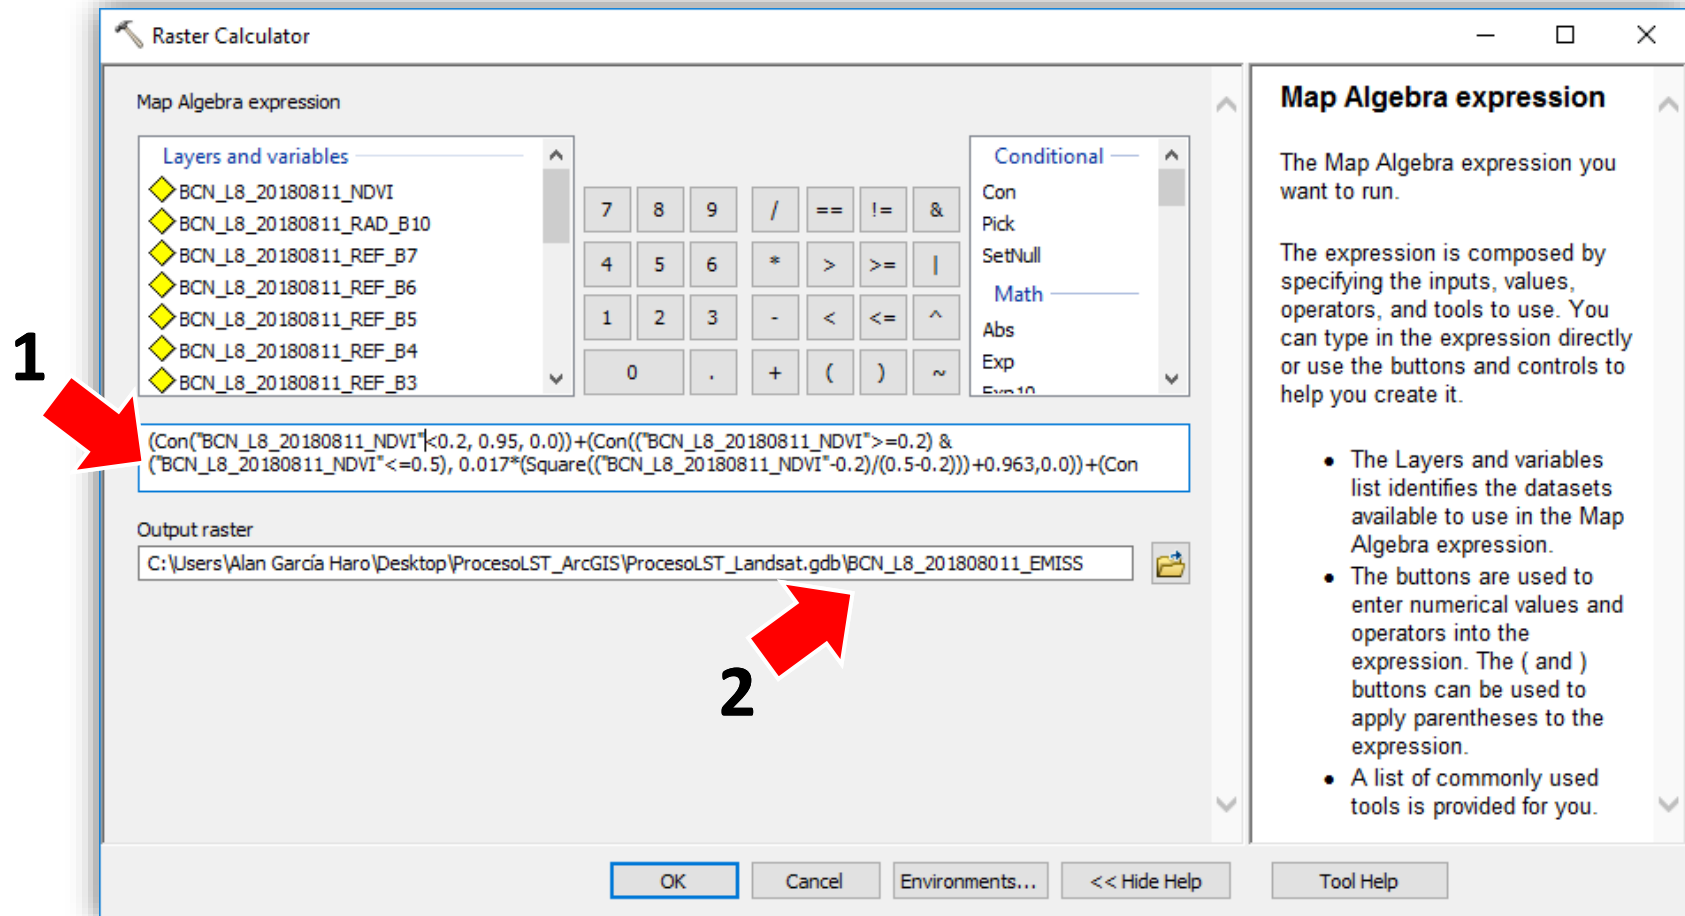 Raster Calculator
Map Algebra expression
Layers and variables
BCN_L8_20180811_NDVI
BCN_L8_20180811_RAD_B10
BCN_L8_20180811_REF_B7
BCN_L8_20180811_REF_B6
BCN_L8_20180811_REF_B5
BCN_L8_20180811_REF_B4
BCN_L8_20180811_REF_B3
7 8 9 / == != &
4 5 6 * > >= |
1 2 3 - < <= ^
0 . + ( ) ~
Conditional
Con
Pick
SetNull
Math
Abs
Exp
Exp10
1
(Con("BCN_L8_20180811_NDVI"<0.2, 0.95, 0.0))+(Con(("BCN_L8_20180811_NDVI">=0.2) &
("BCN_L8_20180811_NDVI"<=0.5), 0.017*(Square(("BCN_L8_20180811_NDVI"-0.2)/(0.5-0.2)))+0.963,0.0))+(Con
Output raster
C:\Users\Alan García Haro\Desktop\ProcesoLST_ArcGIS\ProcesoLST_Landsat.gdb\BCN_L8_201808011_EMISS
2
OK
Cancel
Environments...
<< Hide Help
Tool Help
Map Algebra expression
The Map Algebra expression you
want to run.
The expression is composed by
specifying the inputs, values,
operators, and tools to use. You
can type in the expression directly
or use the buttons and controls to
help you create it.
• The Layers and variables
list identifies the datasets
available to use in the Map
Algebra expression.
• The buttons are used to
enter numerical values and
operators into the
expression. The ( and )
buttons can be used to
apply parentheses to the
expression.
• A list of commonly used
tools is provided for you.